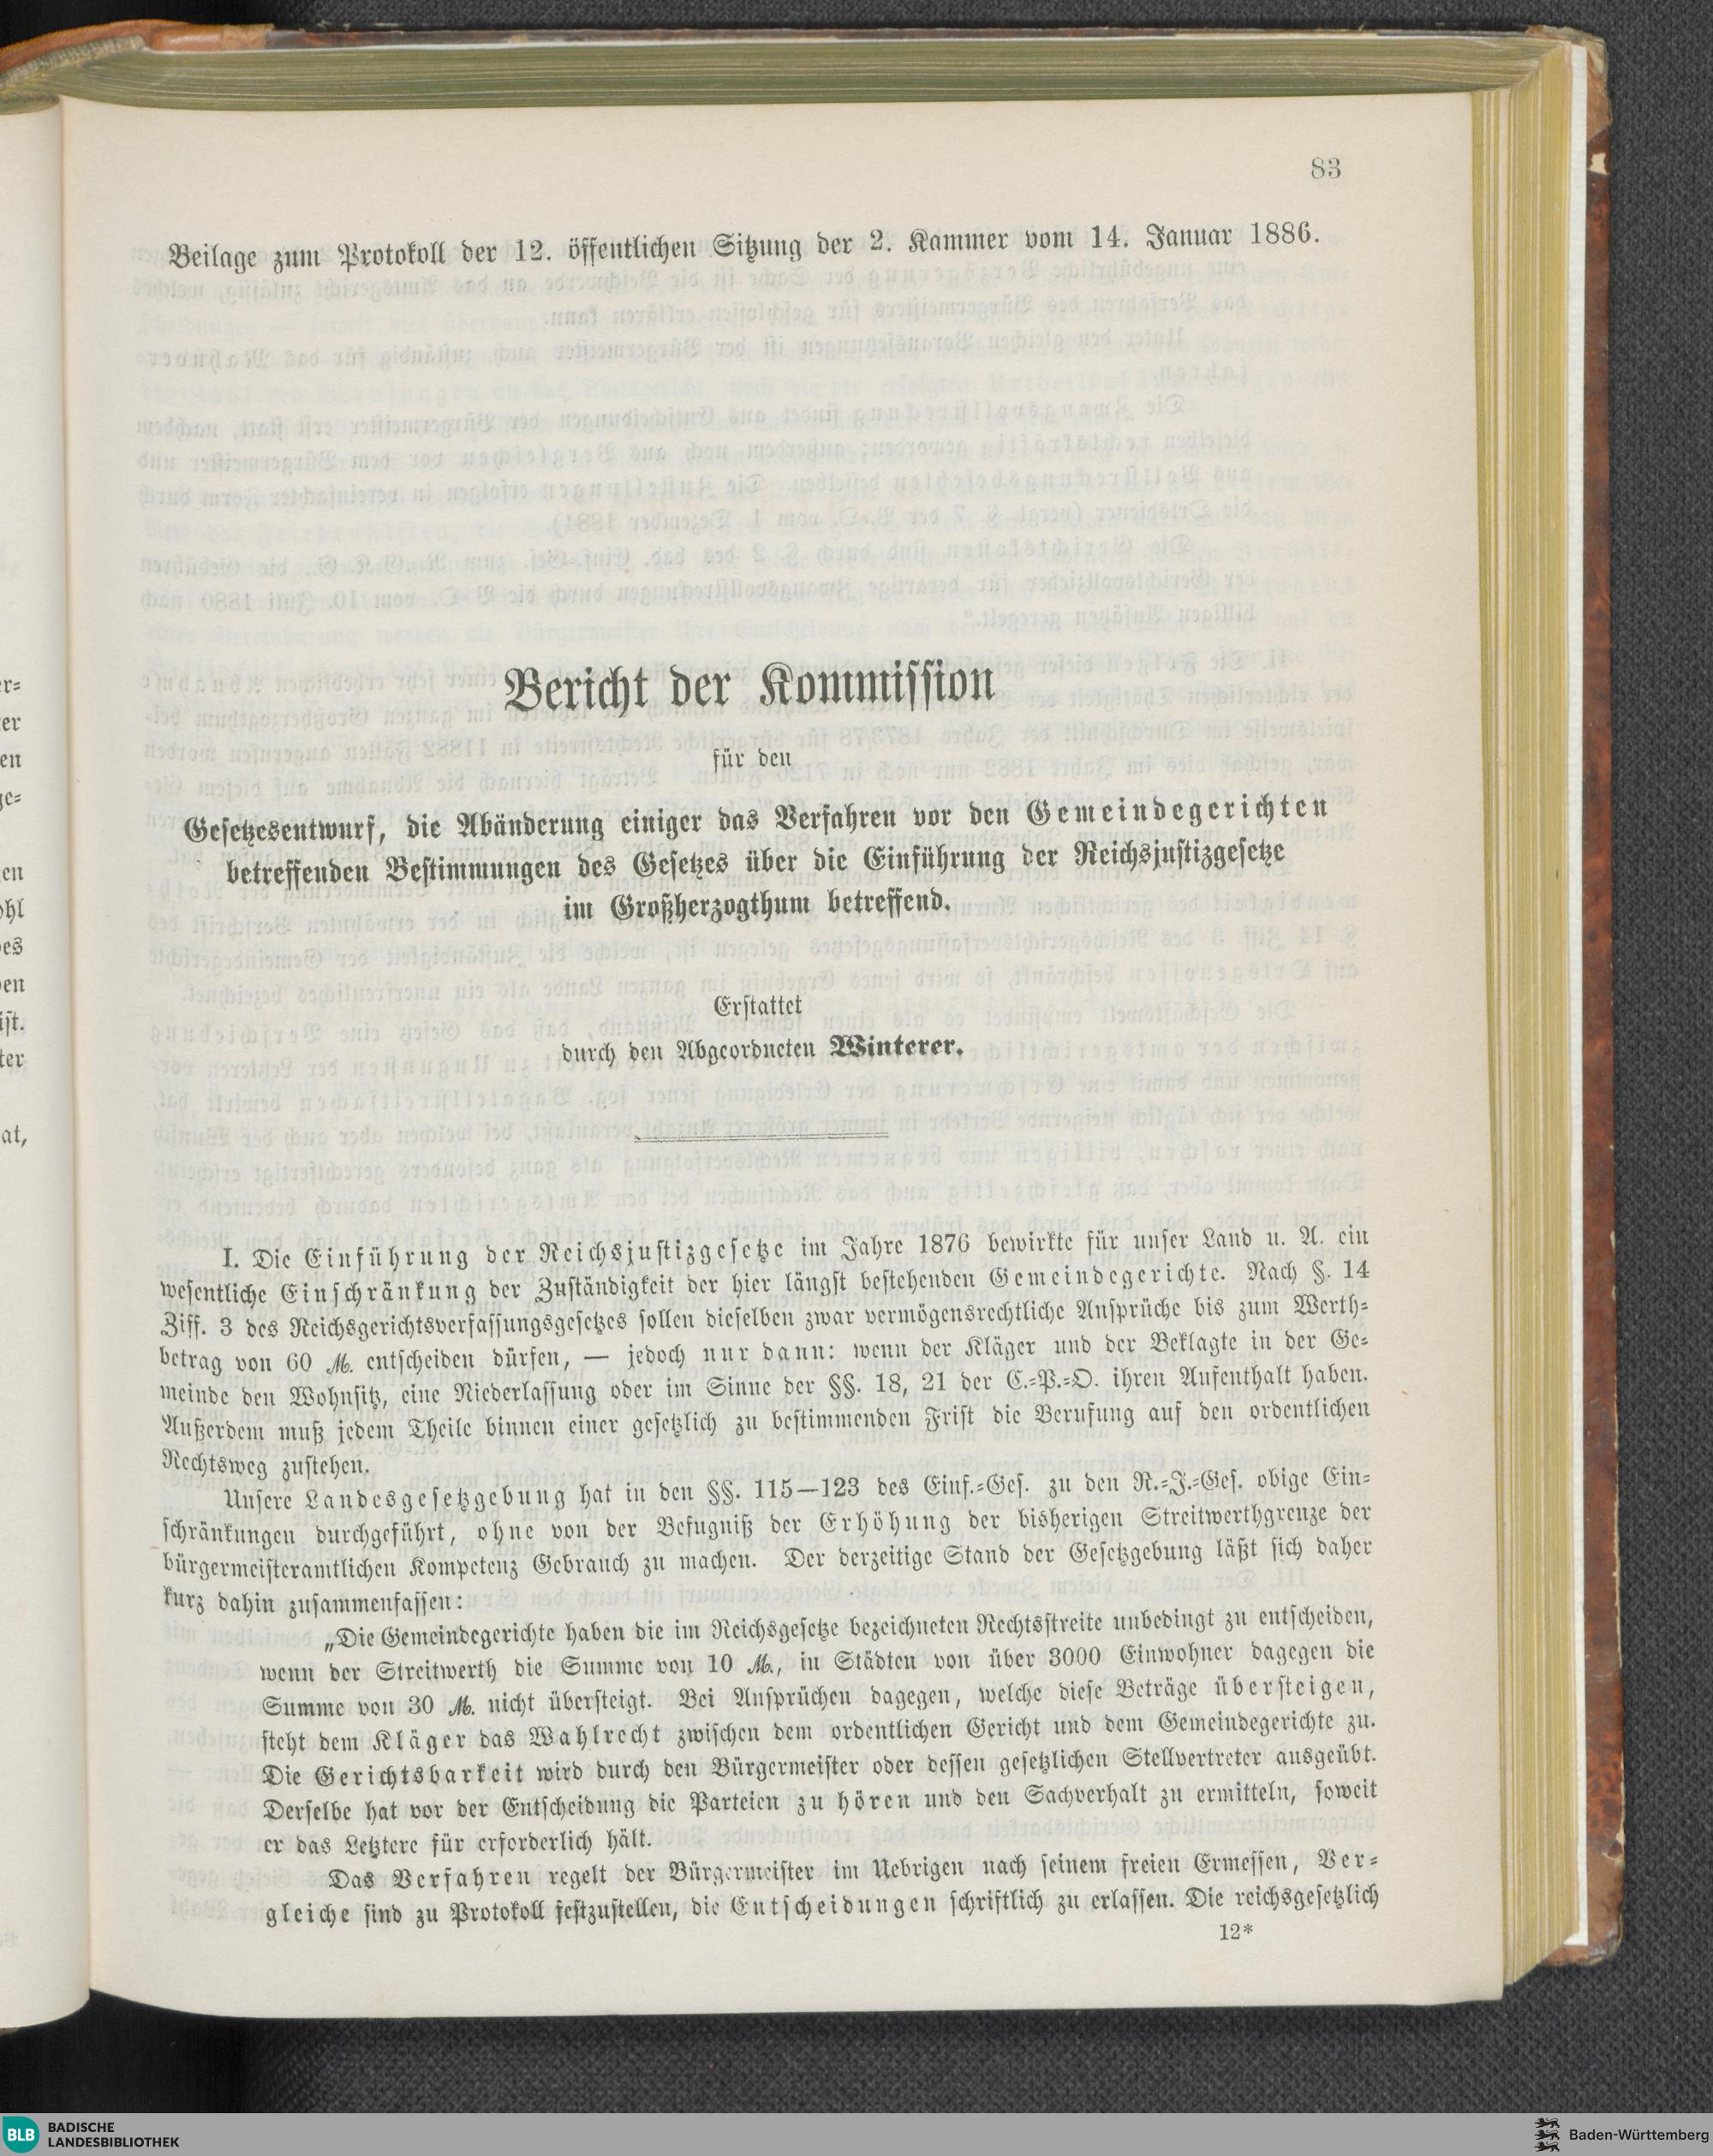 83
Beilage zum Protokoll der 12. öffentlichen Sitzung der 2. Kammer vom 14. Januar 1886.
Bericht der Kommission
für den
Gesetzesentwurf, die Abänderung einiger das Verfahren vor den Gemeindegerichten
betreffenden Bestimmungen des Gesetzes über die Einführung der Reichsjustizgesetze
im Großherzogthum betreffend.
Erstattet
durch den Abgeordneten Winterer.
I. Die Einführung der Reichsjustizgesetze im Jahre 1876 bewirkte für unser Land u. A. ein
wesentliche Einschränkung der Zuständigkeit der hier längst bestehenden Gemeindegerichte. Nach §. 14
Ziff. 3 des Reichsgerichtsverfassungsgesetzes sollen dieselben zwar vermögensrechtliche Ansprüche bis zum Werth-
betrag von 60 M. entscheiden dürfen, — jedoch nur dann: wenn der Kläger und der Beklagte in der Ge-
meinde den Wohnsitz, eine Niederlassung oder im Sinne der §§. 18, 21 der C.-P.-O. ihren Aufenthalt haben.
Außerdem muß jedem Theile binnen einer gesetzlich zu bestimmenden Frist die Berufung auf den ordentlichen
Rechtsweg zustehen.
Unsere Landesgesetzgebung hat in den §§. 115—123 des Einf.-Ges. zu den R.-J.-Ges. obige Ein-
schränkungen durchgeführt, ohne von der Befugniß der Erhöhung der bisherigen Streitwerthgrenze der
bürgermeisteramtlichen Kompetenz Gebrauch zu machen. Der derzeitige Stand der Gesetzgebung läßt sich daher
kurz dahin zusammenfassen:
„Die Gemeindegerichte haben die im Reichsgesetze bezeichneten Rechtsstreite unbedingt zu entscheiden,
wenn der Streitwerth die Summe von 10 M., in Städten von über 3000 Einwohner dagegen die
Summe von 30 M. nicht übersteigt. Bei Ansprüchen dagegen, welche diese Beträge übersteigen,
steht dem Kläger das Wahlrecht zwischen dem ordentlichen Gericht und dem Gemeindegerichte zu.
Die Gerichtsbarkeit wird durch den Bürgermeister oder dessen gesetzlichen Stellvertreter ausgeübt.
Derselbe hat vor der Entscheidung die Parteien zu hören und den Sachverhalt zu ermitteln, soweit
er das Letztere für erforderlich hält.
Das Verfahren regelt der Bürgermeister im Uebrigen nach seinem freien Ermessen, Ver-
gleiche sind zu Protokoll festzustellen, die Entscheidungen schriftlich zu erlassen. Die reichsgesetzlich
12*
BLB BADISCHE
LANDESBIBLIOTHEK
Baden-Württemberg